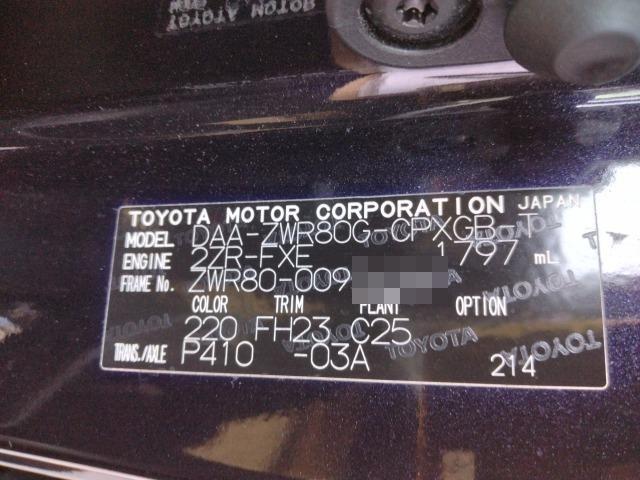 TOYOTA MOTOR CORPORATION JAPAN
MODEL DAA-ZWR80G-CPXGB T
ENGINE 2ZR-FXE 1797 mL
FRAME No. ZWR80-009
COLOR TRIM PLANT OPTION
220 FH23 C25
TRANS./AXLE P410 -03A 214